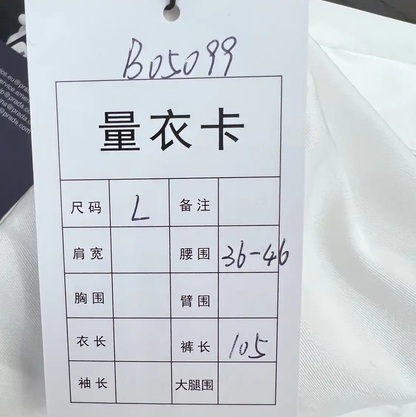 B05099
量衣卡
尺码 L 备注
肩宽 腰围 36-46
胸围 臂围
衣长 裤长 105
袖长 大腿围